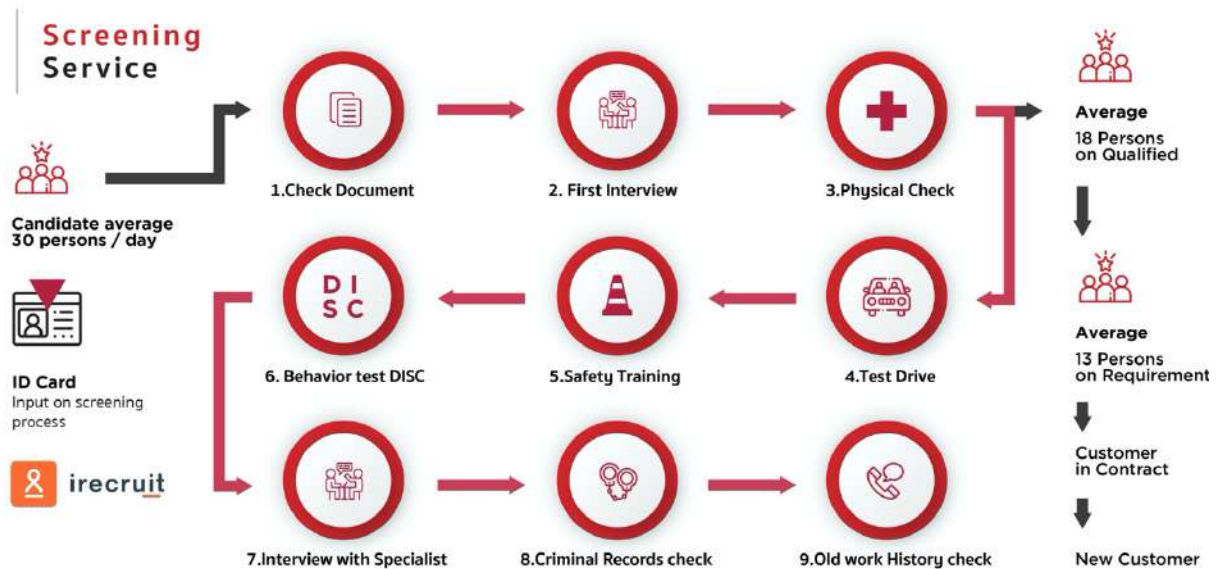 Screening
Service
Candidate average
30 persons / day
ID Card
Input on screening
process
irecruit
1.Check Document
2. First Interview
3.Physical Check
D I
S C
6. Behavior test DISC
5.Safety Training
4.Test Drive
7.Interview with Specialist
8.Criminal Records check
9.Old work History check
Average
18 Persons
on Qualified
Average
13 Persons
on Requirement
Customer
in Contract
New Customer